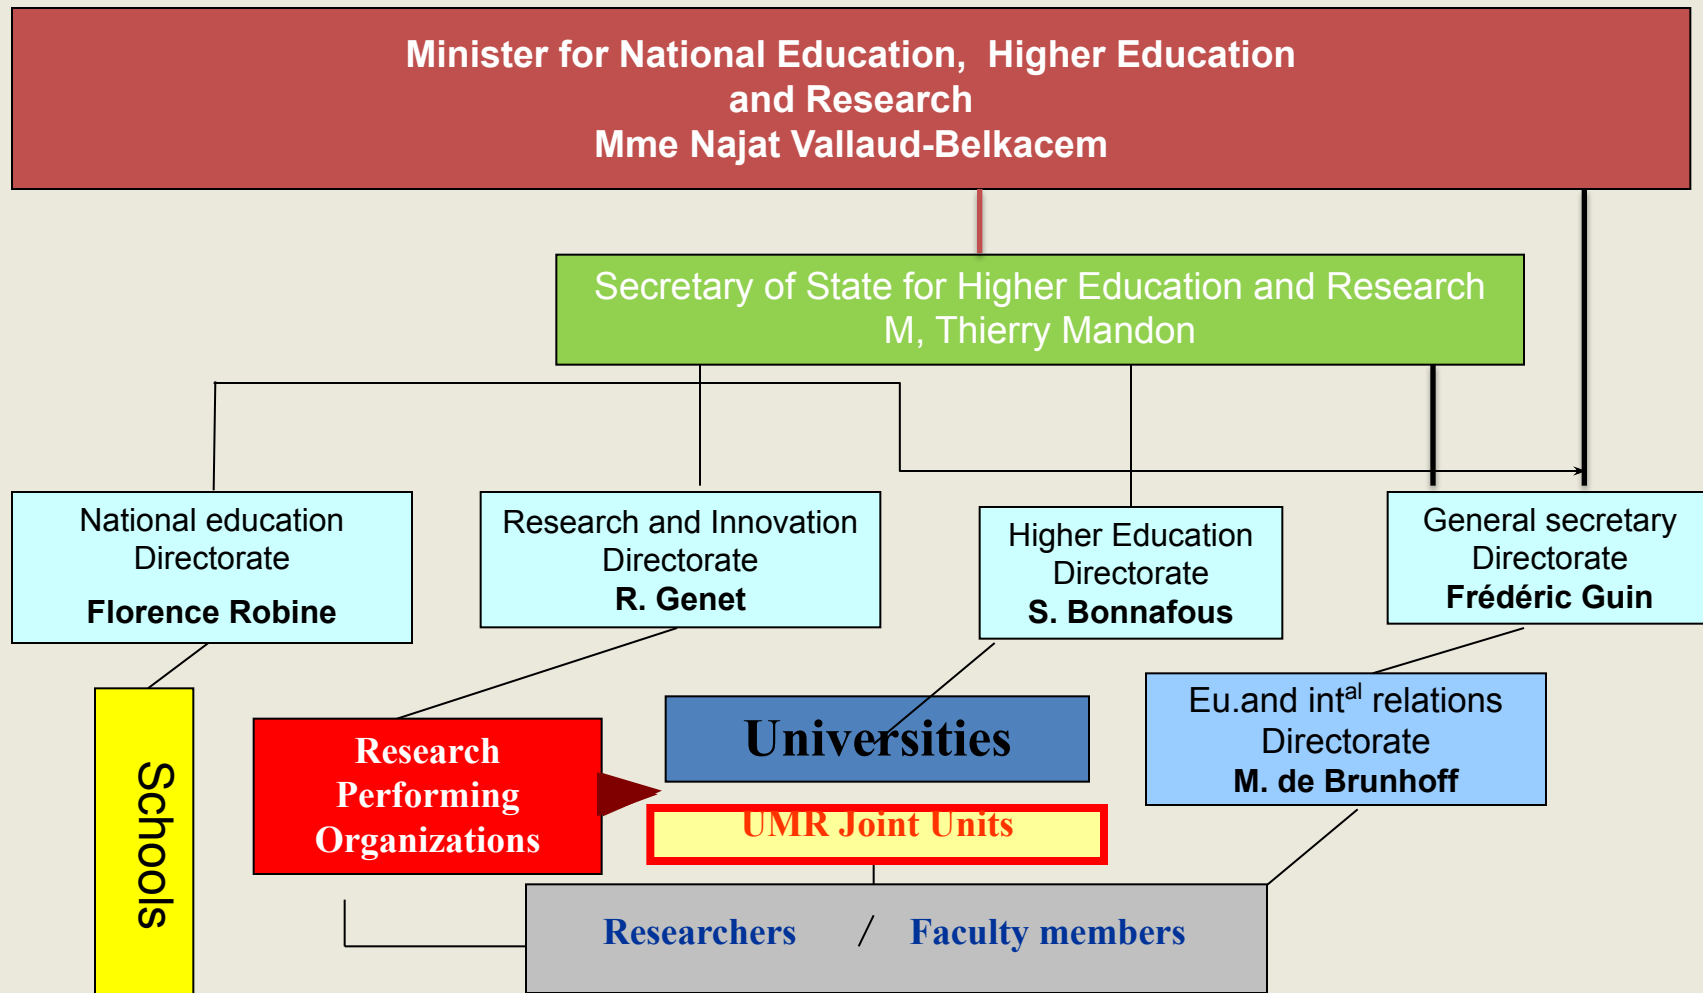 Minister for National Education, Higher Education
and Research
Mme Najat Vallaud-Belkacem
Secretary of State for Higher Education and Research
M, Thierry Mandon
National education
Directorate
Florence Robine
Research and Innovation
Directorate
R. Genet
Higher Education
Directorate
S. Bonnafous
General secretary
Directorate
Frédéric Guin
Schools
Research
Performing
Organizations
Universities
UMR Joint Units
Eu.and intal relations
Directorate
M. de Brunhoff
Researchers / Faculty members